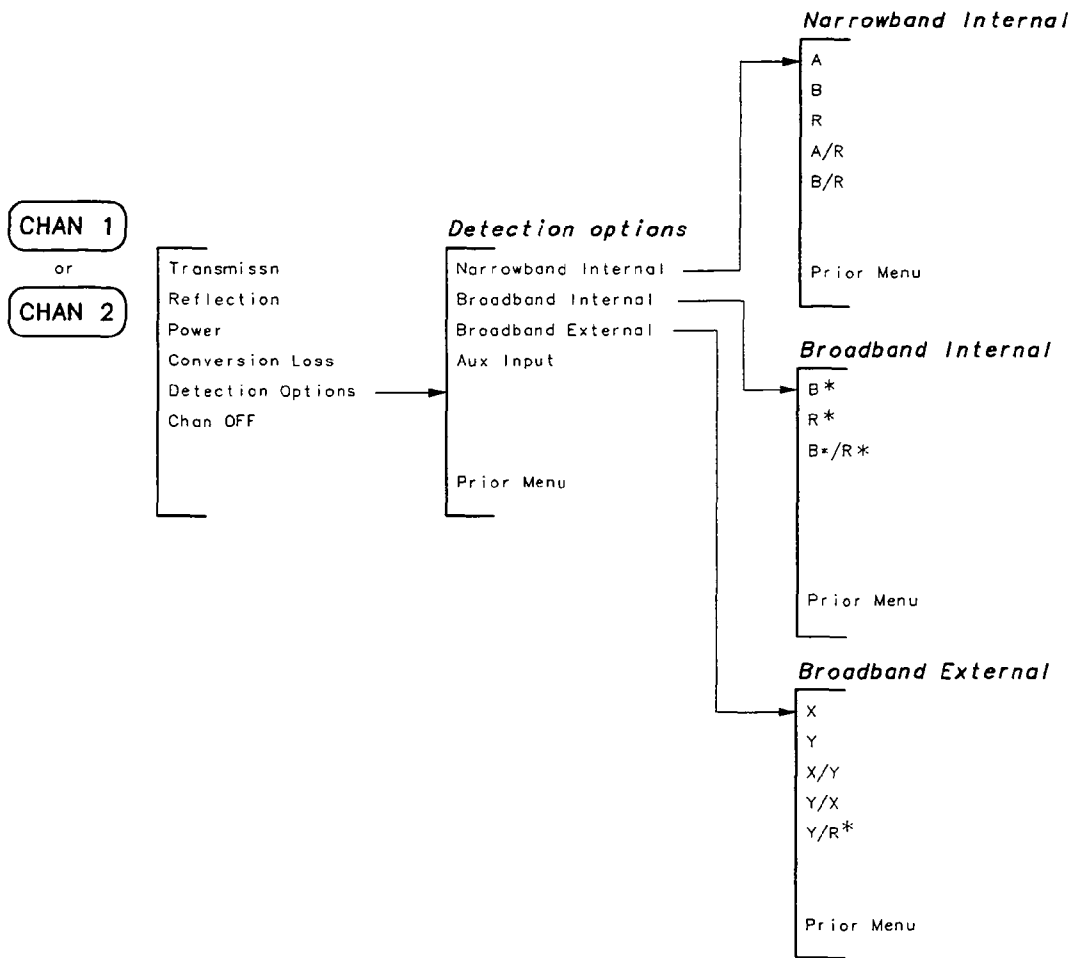 CHAN 1
or
CHAN 2
Transmissn
Reflection
Power
Conversion Loss
Detection Options
Chan OFF
Detection options
Narrowband Internal
Broadband Internal
Broadband External
Aux Input
Prior Menu
Narrowband Internal
A
B
R
A/R
B/R
Prior Menu
Broadband Internal
B*
R*
B*/R*
Prior Menu
Broadband External
X
Y
X/Y
Y/X
Y/R*
Prior Menu